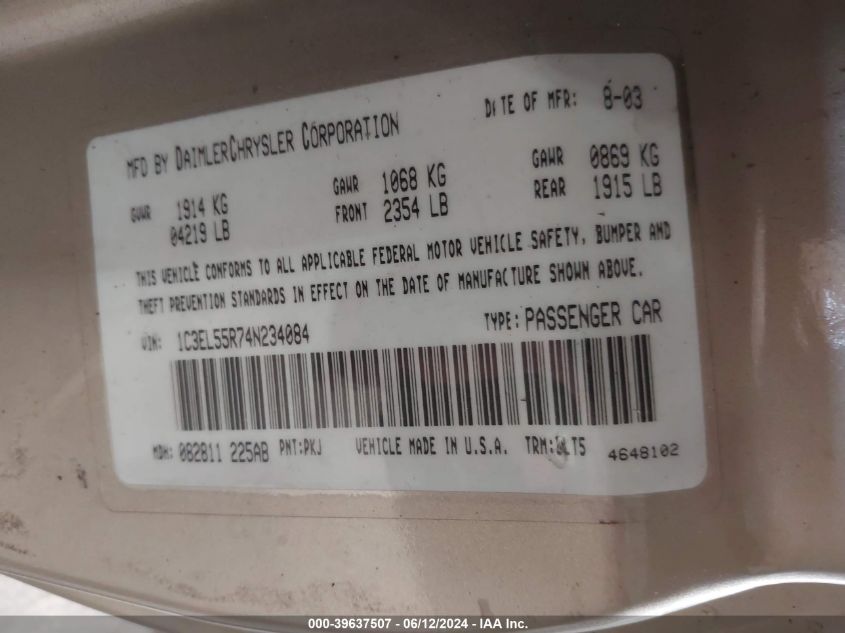 MFD BY DAIMLERCHRYSLER CORPORATION DATE OF MFR: 8-03
GVWR 1914 KG GAWR 1068 KG GAWR 0869 KG
04219 LB FRONT 2354 LB REAR 1915 LB
THIS VEHICLE CONFORMS TO ALL APPLICABLE FEDERAL MOTOR VEHICLE SAFETY, BUMPER AND
THEFT PREVENTION STANDARDS IN EFFECT ON THE DATE OF MANUFACTURE SHOWN ABOVE.
VIN: 1C3EL55R74N234084 TYPE: PASSENGER CAR
MDH: 082811 225AB PNT:PKJ VEHICLE MADE IN U.S.A. TRM: 4648102
000-39637507 - 06/12/2024 - IAA Inc.